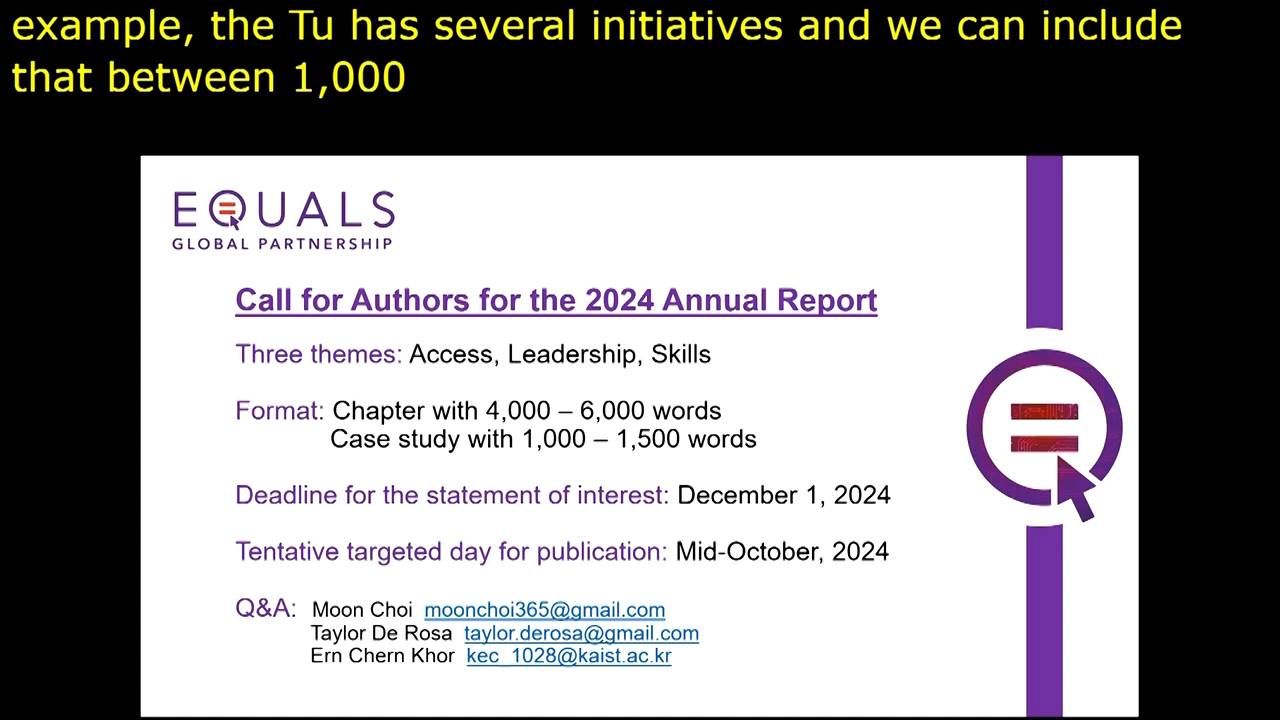 example, the Tu has several initiatives and we can include
that between 1,000
EQUALS
GLOBAL PARTNERSHIP
Call for Authors for the 2024 Annual Report
Three themes: Access, Leadership, Skills
Format: Chapter with 4,000 – 6,000 words
Case study with 1,000 – 1,500 words
Deadline for the statement of interest: December 1, 2024
Tentative targeted day for publication: Mid-October, 2024
Q&A: Moon Choi moonchoi365@gmail.com
Taylor De Rosa taylor.derosa@gmail.com
Ern Chern Khor kec_1028@kaist.ac.kr